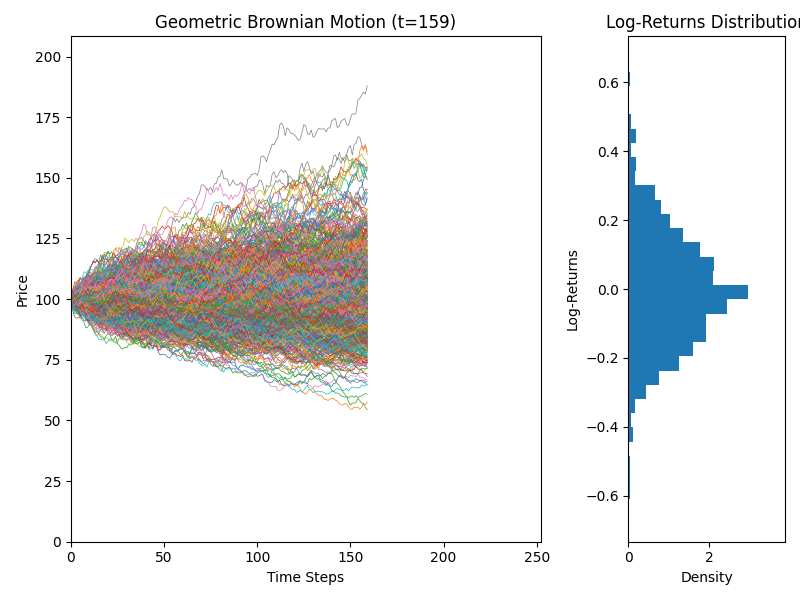 Geometric Brownian Motion (t=159)
Price
200
175
150
125
100
75
50
25
0
0 50 100 150 200 250
Time Steps
Log-Returns Distribution
Log-Returns
0.6
0.4
0.2
0.0
−0.2
−0.4
−0.6
0 2
Density